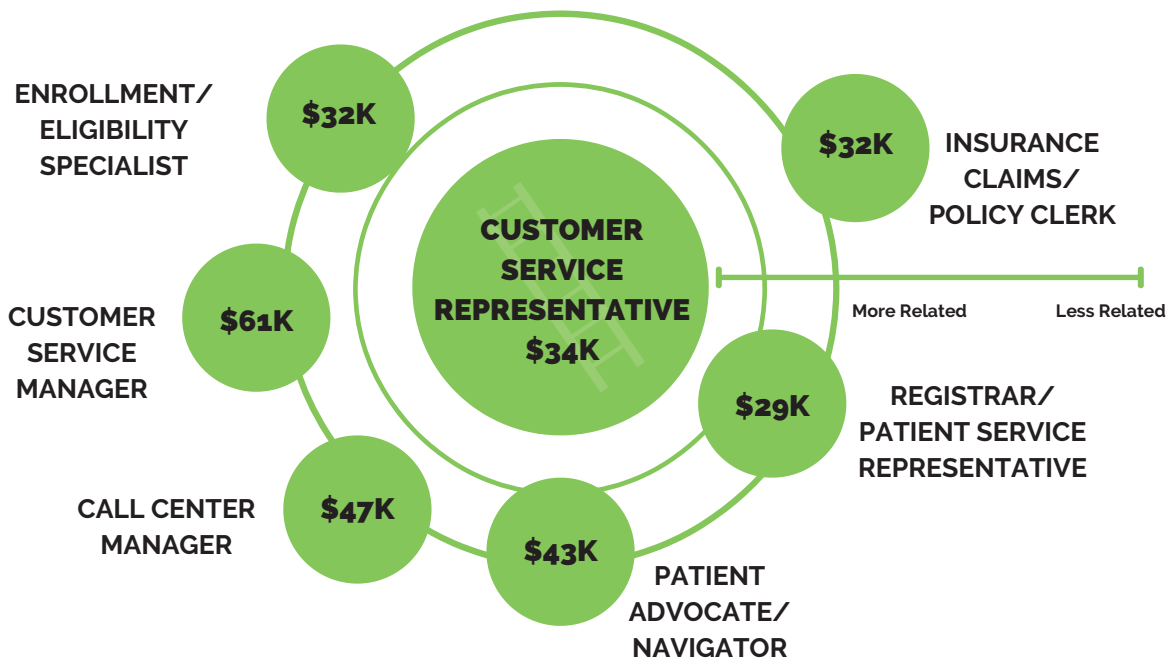 ENROLLMENT/
ELIGIBILITY
SPECIALIST
$32K
$32K
INSURANCE
CLAIMS/
POLICY CLERK
CUSTOMER
SERVICE
REPRESENTATIVE
$34K
More Related
Less Related
CUSTOMER
SERVICE
MANAGER
$61K
$29K
REGISTRAR/
PATIENT SERVICE
REPRESENTATIVE
CALL CENTER
MANAGER
$47K
$43K
PATIENT
ADVOCATE/
NAVIGATOR